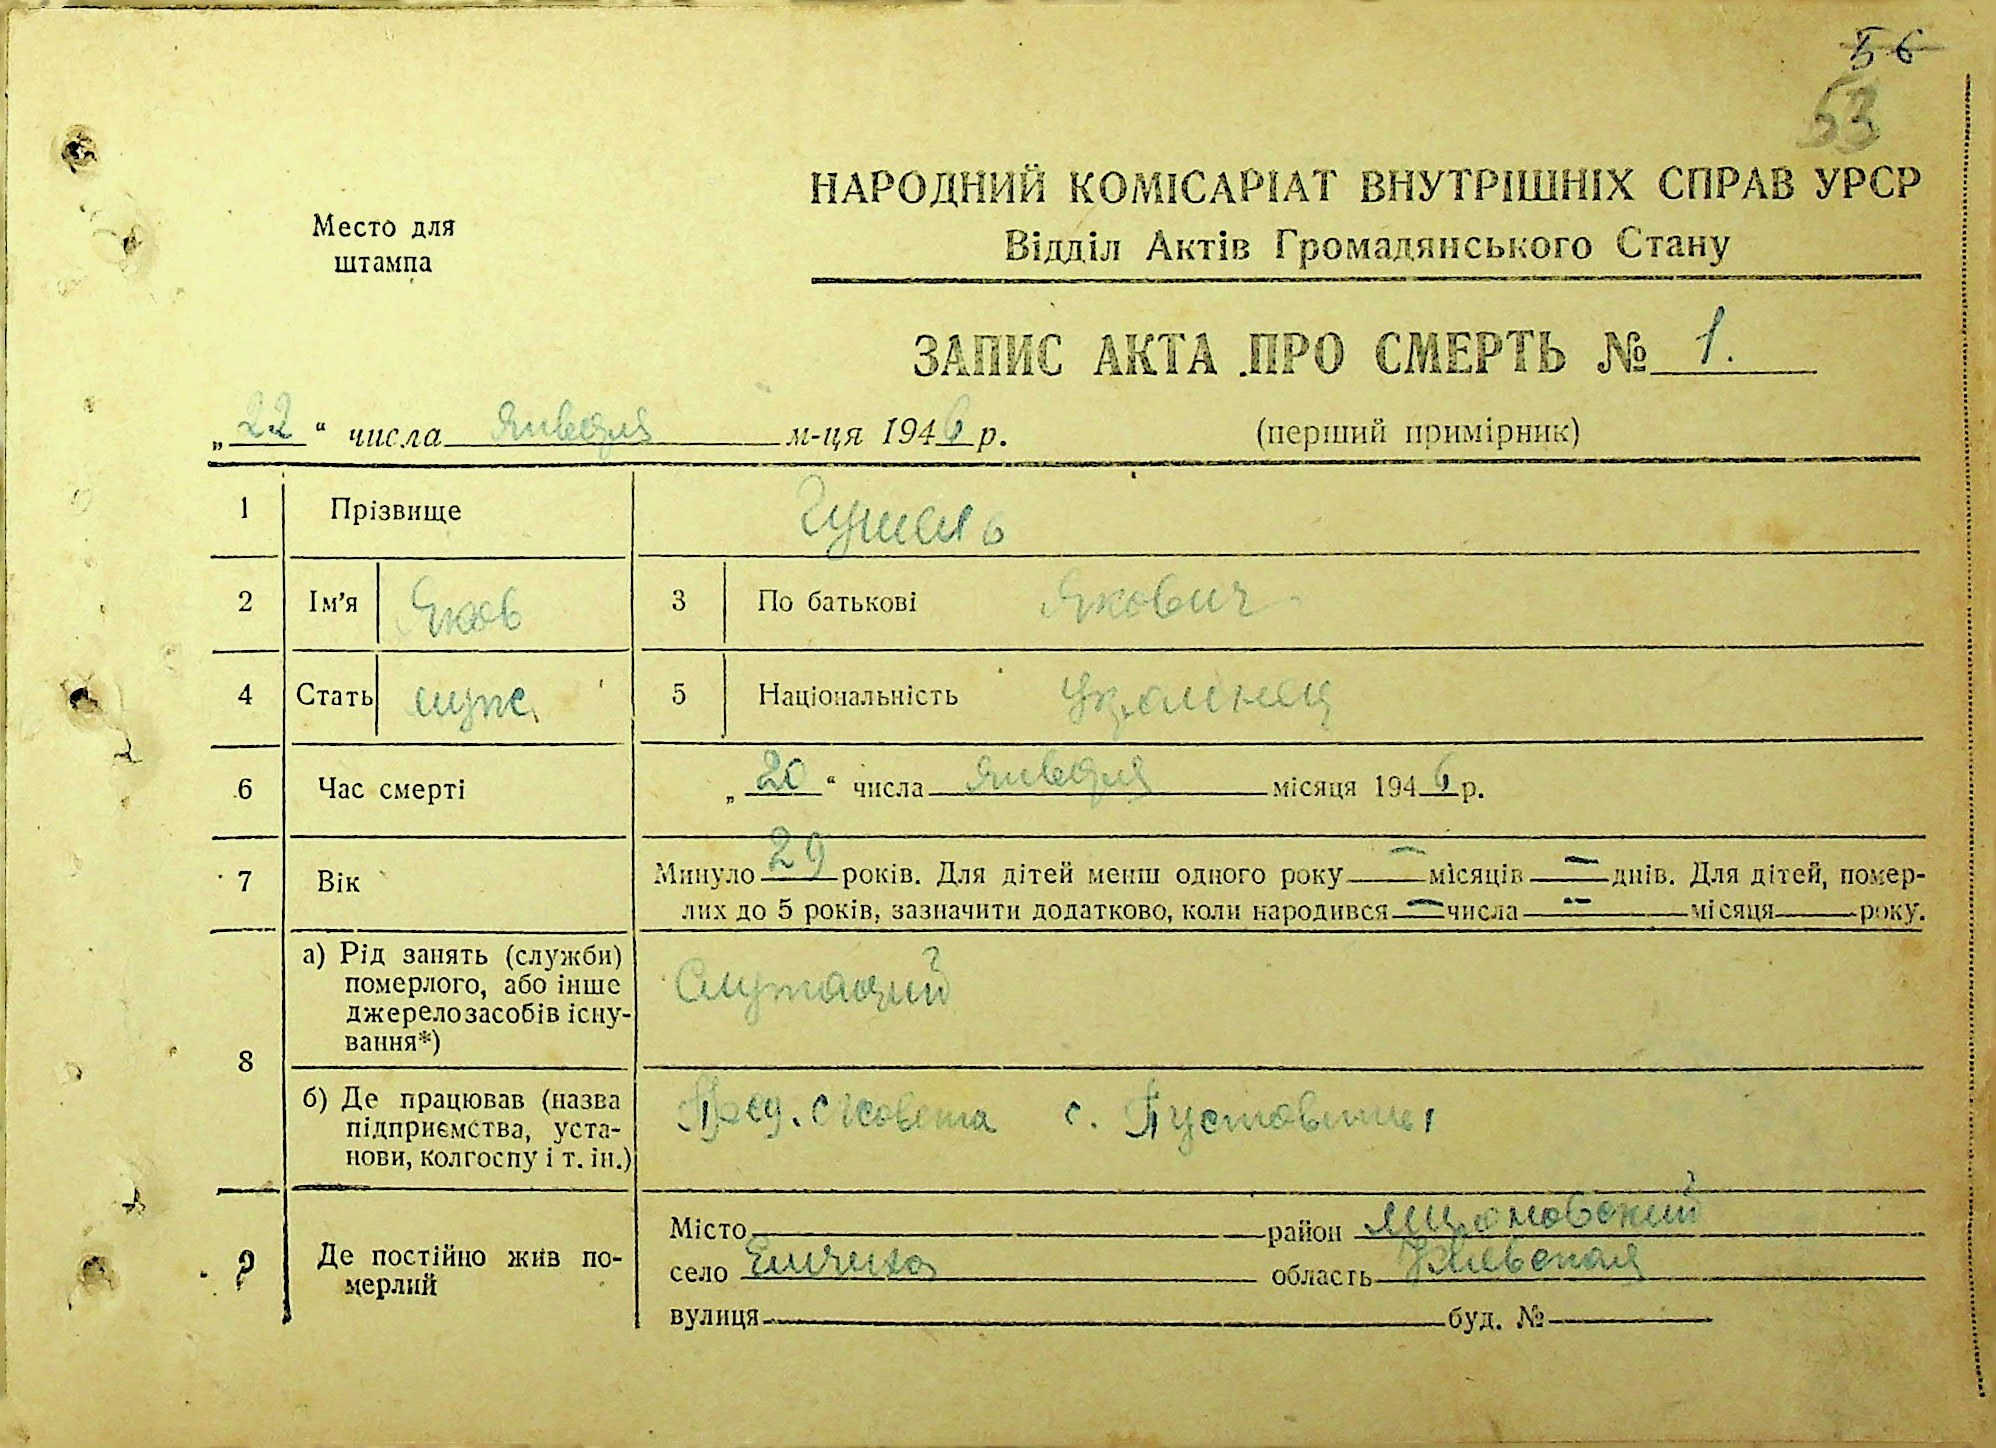 56
53
Место для
штампа
НАРОДНИЙ КОМІСАРІАТ ВНУТРІШНІХ СПРАВ УРСР
Відділ Актів Громадянського Стану
ЗАПИС АКТА ПРО СМЕРТЬ № 1.
„22“ числа января м-ця 1946 р.
(перший примірник)
1 Прізвище
2 Ім’я Яков 3 По батькові Якович
4 Стать муж. 5 Національність украинец
6 Час смерті „20“ числа января місяця 1946 р.
7 Вік Минуло 29 років. Для дітей менш одного року — місяців — днів. Для дітей, помер-
лих до 5 років, зазначити додатково, коли народився — числа — місяця року.
8 а) Рід занять (служби)
померлого, або інше
джерело засобів існу-
вання*)
Служащий
б) Де працював (назва
підприємства, уста-
нови, колгоспу і т. ін.)
Пред. с/совета с.
9 Де постійно жив по-
мерлий
Місто район
село Емчиха область Киевская
вулиця буд. №